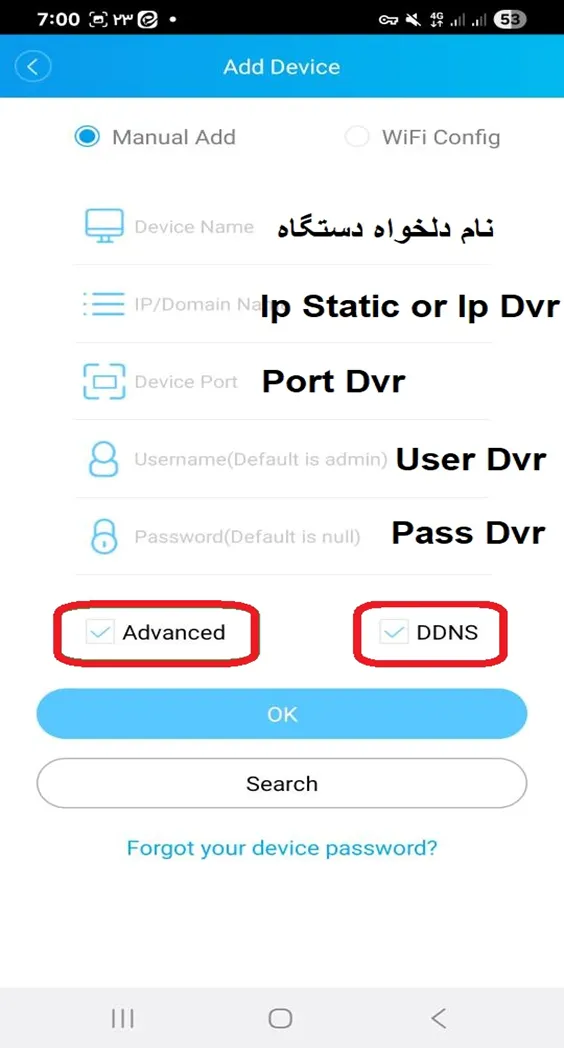 7:00 ۲۳ 4G 53
Add Device
Manual Add WiFi Config
Device Name نام دلخواه دستگاه
IP/Domain Na Ip Static or Ip Dvr
Device Port Port Dvr
Username(Default is admin) User Dvr
Password(Default is null) Pass Dvr
Advanced DDNS
OK
Search
Forgot your device password?